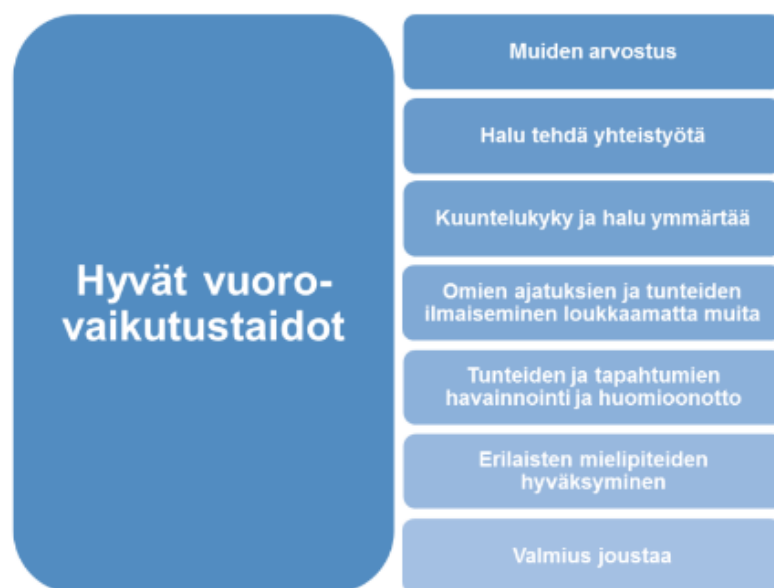 Hyvät vuoro-
vaikutustaidot
Muiden arvostus
Halu tehdä yhteistyötä
Kuuntelukyky ja halu ymmärtää
Omien ajatuksien ja tunteiden
ilmaiseminen loukkaamatta muita
Tunteiden ja tapahtumien
havainnointi ja huomioonotto
Erilaisten mielipiteiden
hyväksyminen
Valmius joustaa